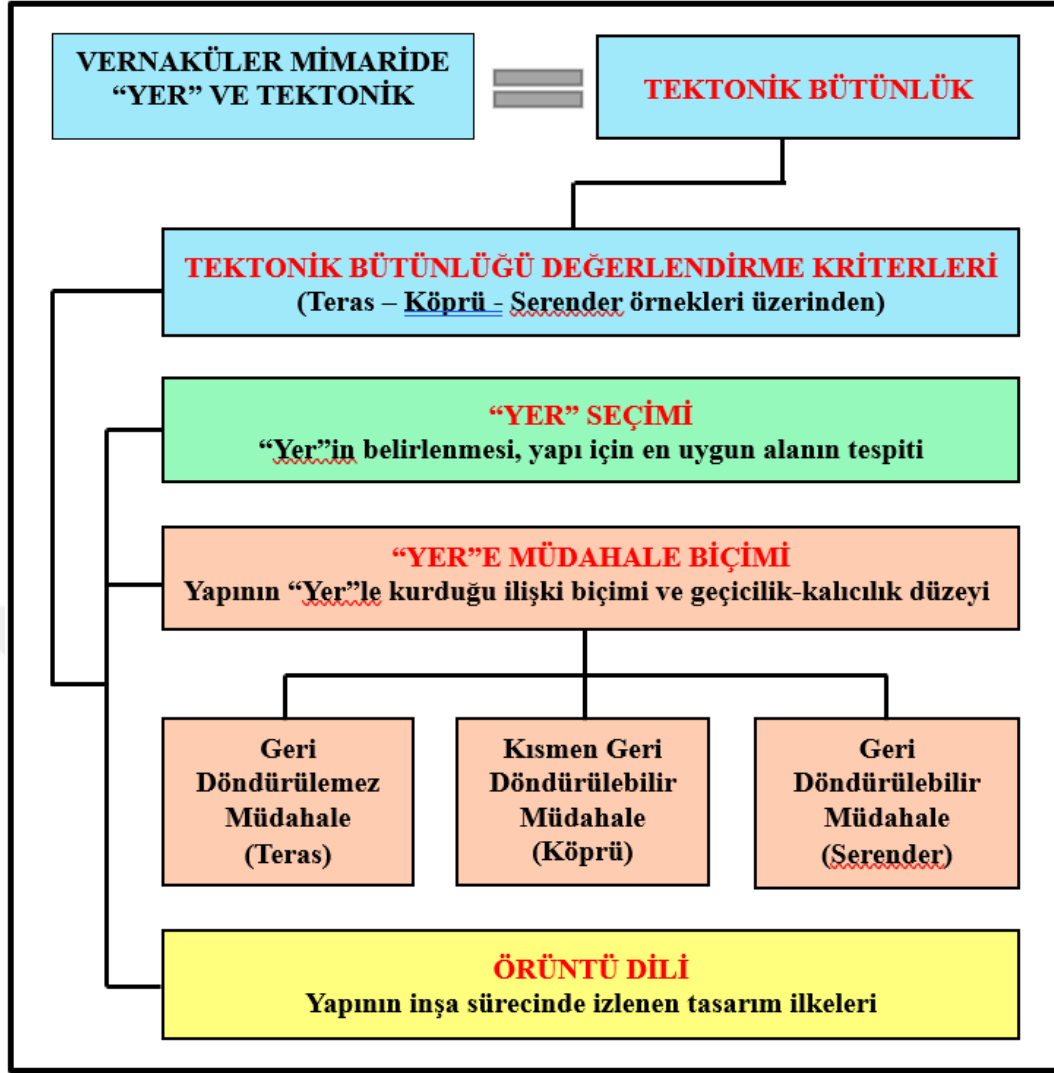 VERNAKÜLER MİMARİDE
“YER” VE TEKTONİK
TEKTONİK BÜTÜNLÜK
TEKTONİK BÜTÜNLÜĞÜ DEĞERLENDİRME KRİTERLERİ
(Teras – Köprü - Serender örnekleri üzerinden)
“YER” SEÇİMİ
“Yer”in belirlenmesi, yapı için en uygun alanın tespiti
“YER”E MÜDAHALE BİÇİMİ
Yapının “Yer”le kurduğu ilişki biçimi ve geçicilik-kalıcılık düzeyi
Geri
Döndürülemez
Müdahale
(Teras)
Kısmen Geri
Döndürülebilir
Müdahale
(Köprü)
Geri
Döndürülebilir
Müdahale
(Serender)
ÖRÜNTÜ DİLİ
Yapının inşa sürecinde izlenen tasarım ilkeleri